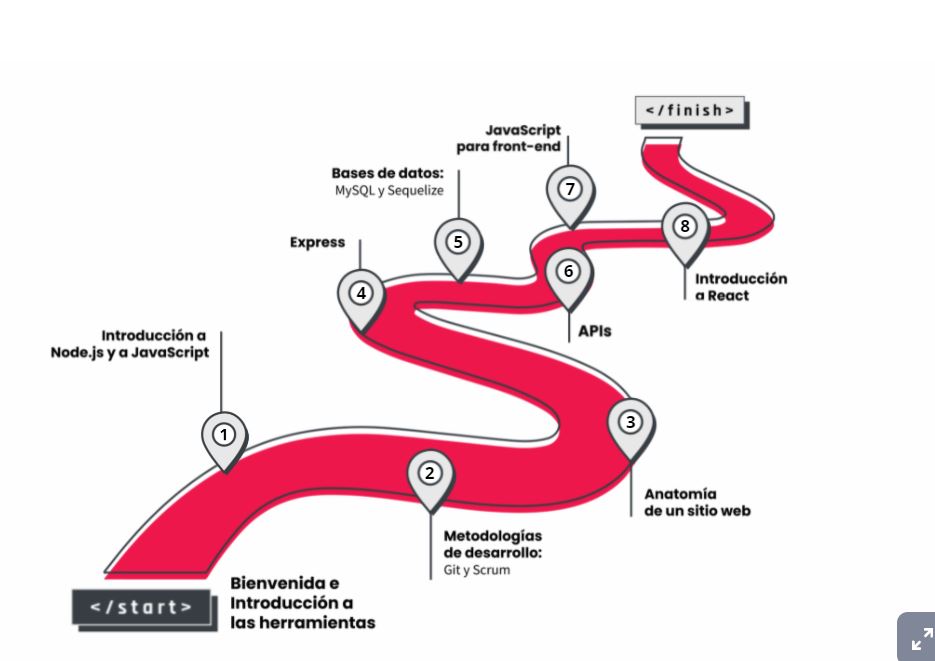 </finish>
JavaScript
para front-end
7
Bases de datos:
MySQL y Sequelize
8
Express
5
6
Introducción
a React
4
APIs
Introducción a
Node.js y a JavaScript
3
1
2
Anatomía
de un sitio web
Metodologías
de desarrollo:
Git y Scrum
</start>
Bienvenida e
Introducción a
las herramientas